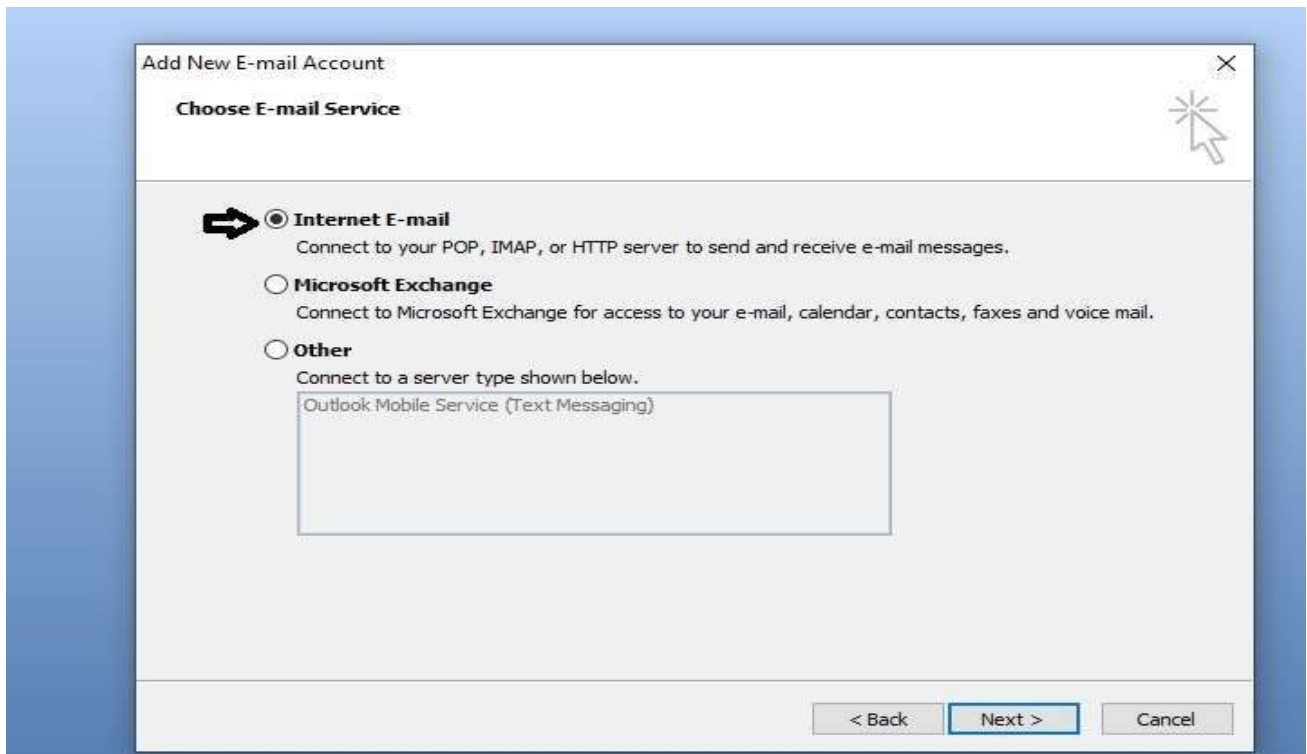 Add New E-mail Account
Choose E-mail Service
Internet E-mail
Connect to your POP, IMAP, or HTTP server to send and receive e-mail messages.
Microsoft Exchange
Connect to Microsoft Exchange for access to your e-mail, calendar, contacts, faxes and voice mail.
Other
Connect to a server type shown below.
Outlook Mobile Service (Text Messaging)
< Back Next > Cancel